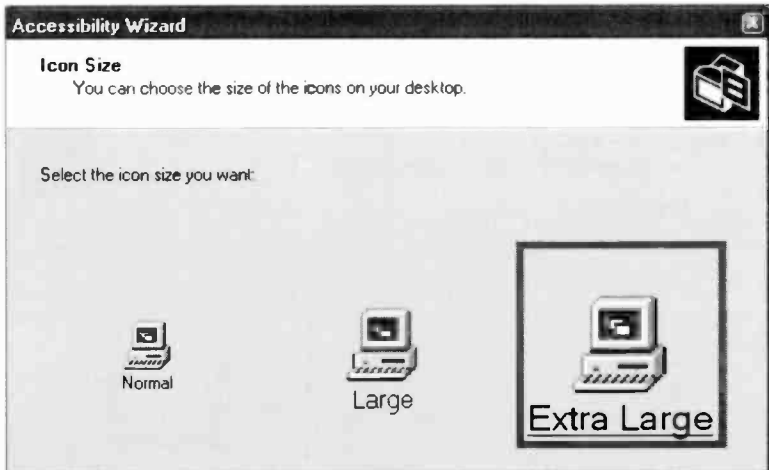 Accessibility Wizard
Icon Size
You can choose the size of the icons on your desktop.
Select the icon size you want:
Normal
Large
Extra Large